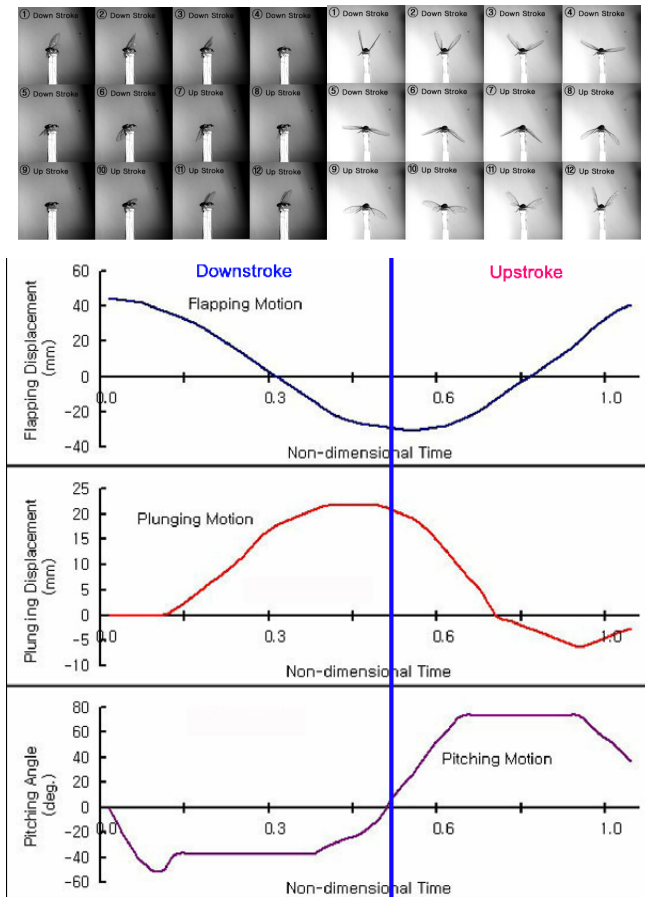 ① Down Stroke ② Down Stroke ③ Down Stroke ④ Down Stroke ① Down Stroke ② Down Stroke ③ Down Stroke ④ Down Stroke
⑤ Down Stroke ⑥ Down Stroke ⑦ Up Stroke ⑧ Up Stroke ⑤ Down Stroke ⑥ Down Stroke ⑦ Up Stroke ⑧ Up Stroke
⑨ Up Stroke ⑩ Up Stroke ⑪ Up Stroke ⑫ Up Stroke ⑨ Up Stroke ⑩ Up Stroke ⑪ Up Stroke ⑫ Up Stroke
Downstroke Upstroke
Flapping Displacement
(mm)
60
40
20
0
-20
-40
Flapping Motion
0.0 0.3 0.6 1.0
Non-dimensional Time
Plunging Displacement
(mm)
25
20
15
10
5
0
-5
-10
Plunging Motion
0.0 0.3 0.6 1.0
Non-dimensional Time
Pitching Angle
(deg.)
80
60
40
20
0
-20
-40
-60
Pitching Motion
0.0 0.3 0.6 1.0
Non-dimensional Time